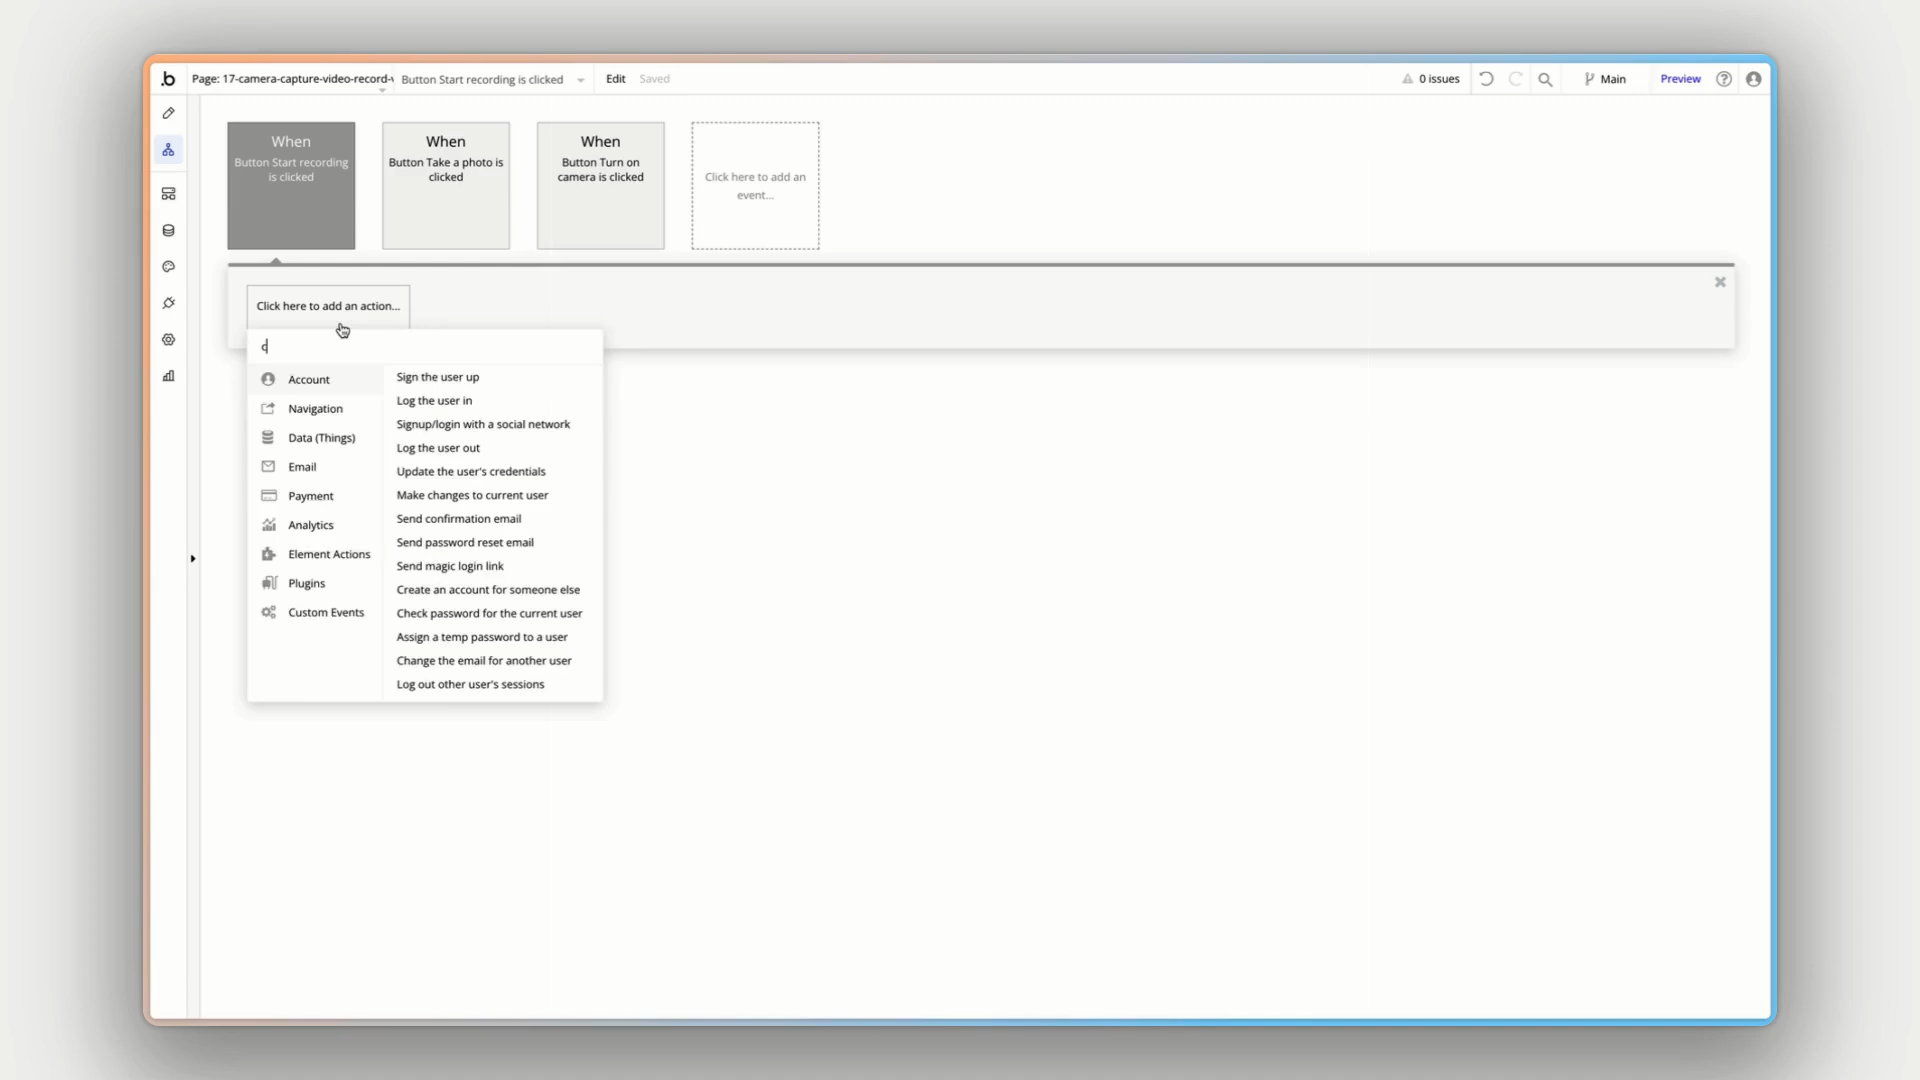 .b Page: 17-camera-capture-video-record-v Button Start recording is clicked Edit Saved 0 issues Main Preview
When
Button Start recording
is clicked
When
Button Take a photo is
clicked
When
Button Turn on
camera is clicked
Click here to add an
event...
Click here to add an action...
c
Account
Navigation
Data (Things)
Email
Payment
Analytics
Element Actions
Plugins
Custom Events
Sign the user up
Log the user in
Signup/login with a social network
Log the user out
Update the user's credentials
Make changes to current user
Send confirmation email
Send password reset email
Send magic login link
Create an account for someone else
Check password for the current user
Assign a temp password to a user
Change the email for another user
Log out other user's sessions